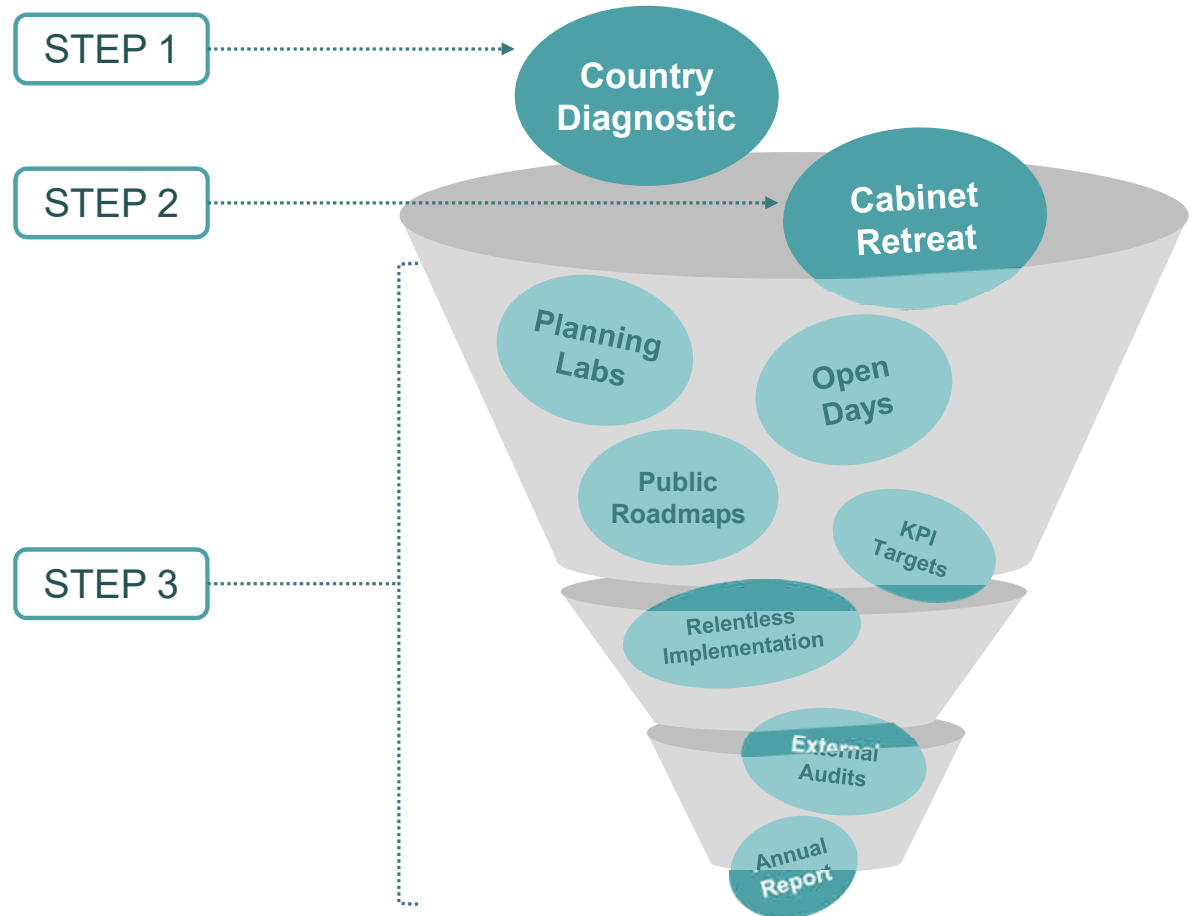 STEP 1
Country
Diagnostic
STEP 2
Cabinet
Retreat
Planning
Labs
Open
Days
Public
Roadmaps
KPI
Targets
STEP 3
Relentless
Implementation
External
Audits
Annual
Report